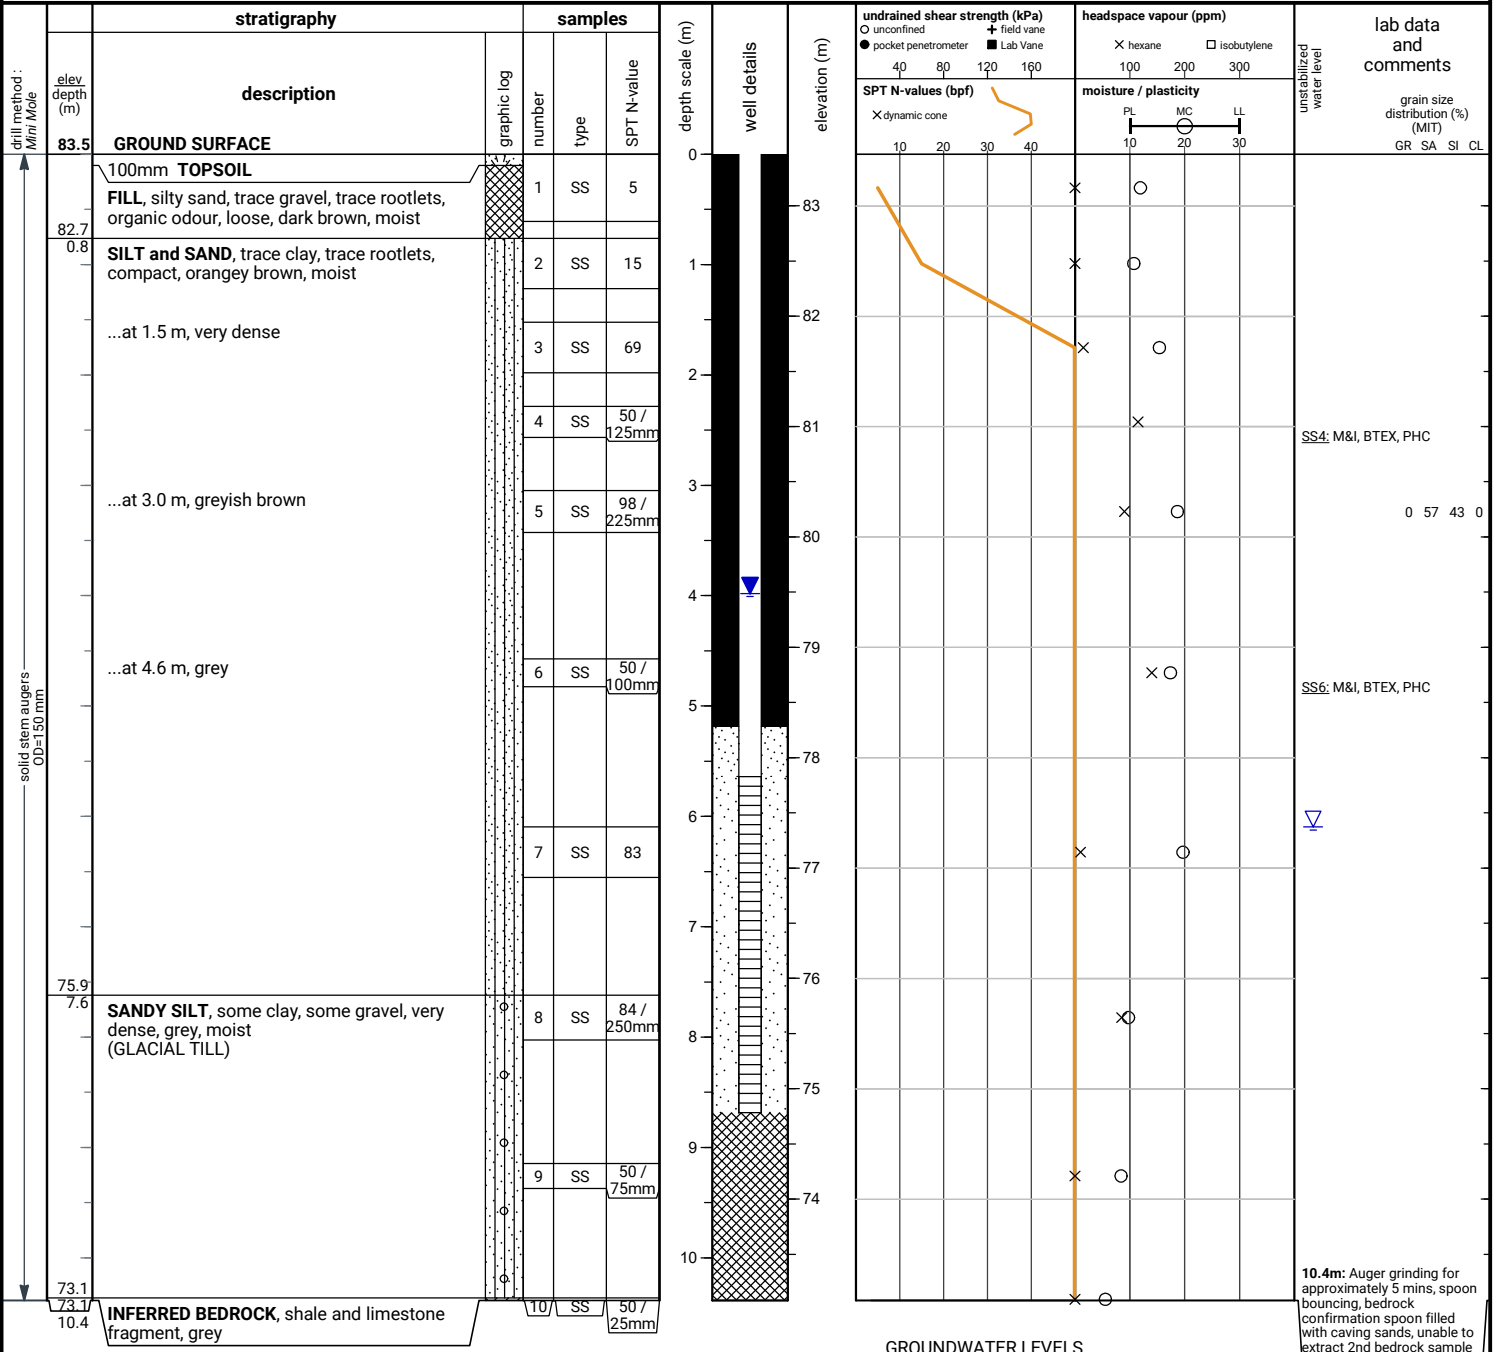 stratigraphy
samples
drill method :
Mini Mole
elev
depth
(m)
description
graphic log
number
type
SPT N-value
depth scale (m)
well details
elevation (m)
undrained shear strength (kPa)
unconfined
field vane
pocket penetrometer
Lab Vane
40 80 120 160
SPT N-values (bpf)
dynamic cone
10 20 30 40
headspace vapour (ppm)
hexane
isobutylene
100 200 300
moisture / plasticity
PL MC LL
10 20 30
unstabilized
water level
lab data
and
comments
grain size
distribution (%)
(MIT)
GR SA SI CL
83.5 GROUND SURFACE
100mm TOPSOIL
FILL, silty sand, trace gravel, trace rootlets,
organic odour, loose, dark brown, moist
1 SS 5
82.7
0.8
SILT and SAND, trace clay, trace rootlets,
compact, orangey brown, moist
2 SS 15
...at 1.5 m, very dense
3 SS 69
4 SS 50 /
125mm
SS4: M&I, BTEX, PHC
...at 3.0 m, greyish brown
5 SS 98 /
225mm
0 57 43 0
...at 4.6 m, grey
6 SS 50 /
100mm
SS6: M&I, BTEX, PHC
solid stem augers
OD=150 mm
7 SS 83
75.9
7.6
SANDY SILT, some clay, some gravel, very
dense, grey, moist
(GLACIAL TILL)
8 SS 84 /
250mm
9 SS 50 /
75mm
73.1
73.1
10.4
INFERRED BEDROCK, shale and limestone
fragment, grey
10 SS 50 /
25mm
0
1
2
3
4
5
6
7
8
9
10
83
82
81
80
79
78
77
76
75
74
10.4m: Auger grinding for
approximately 5 mins, spoon
bouncing, bedrock
confirmation spoon filled
with caving sands, unable to
extract 2nd bedrock sample
GROUNDWATER LEVELS